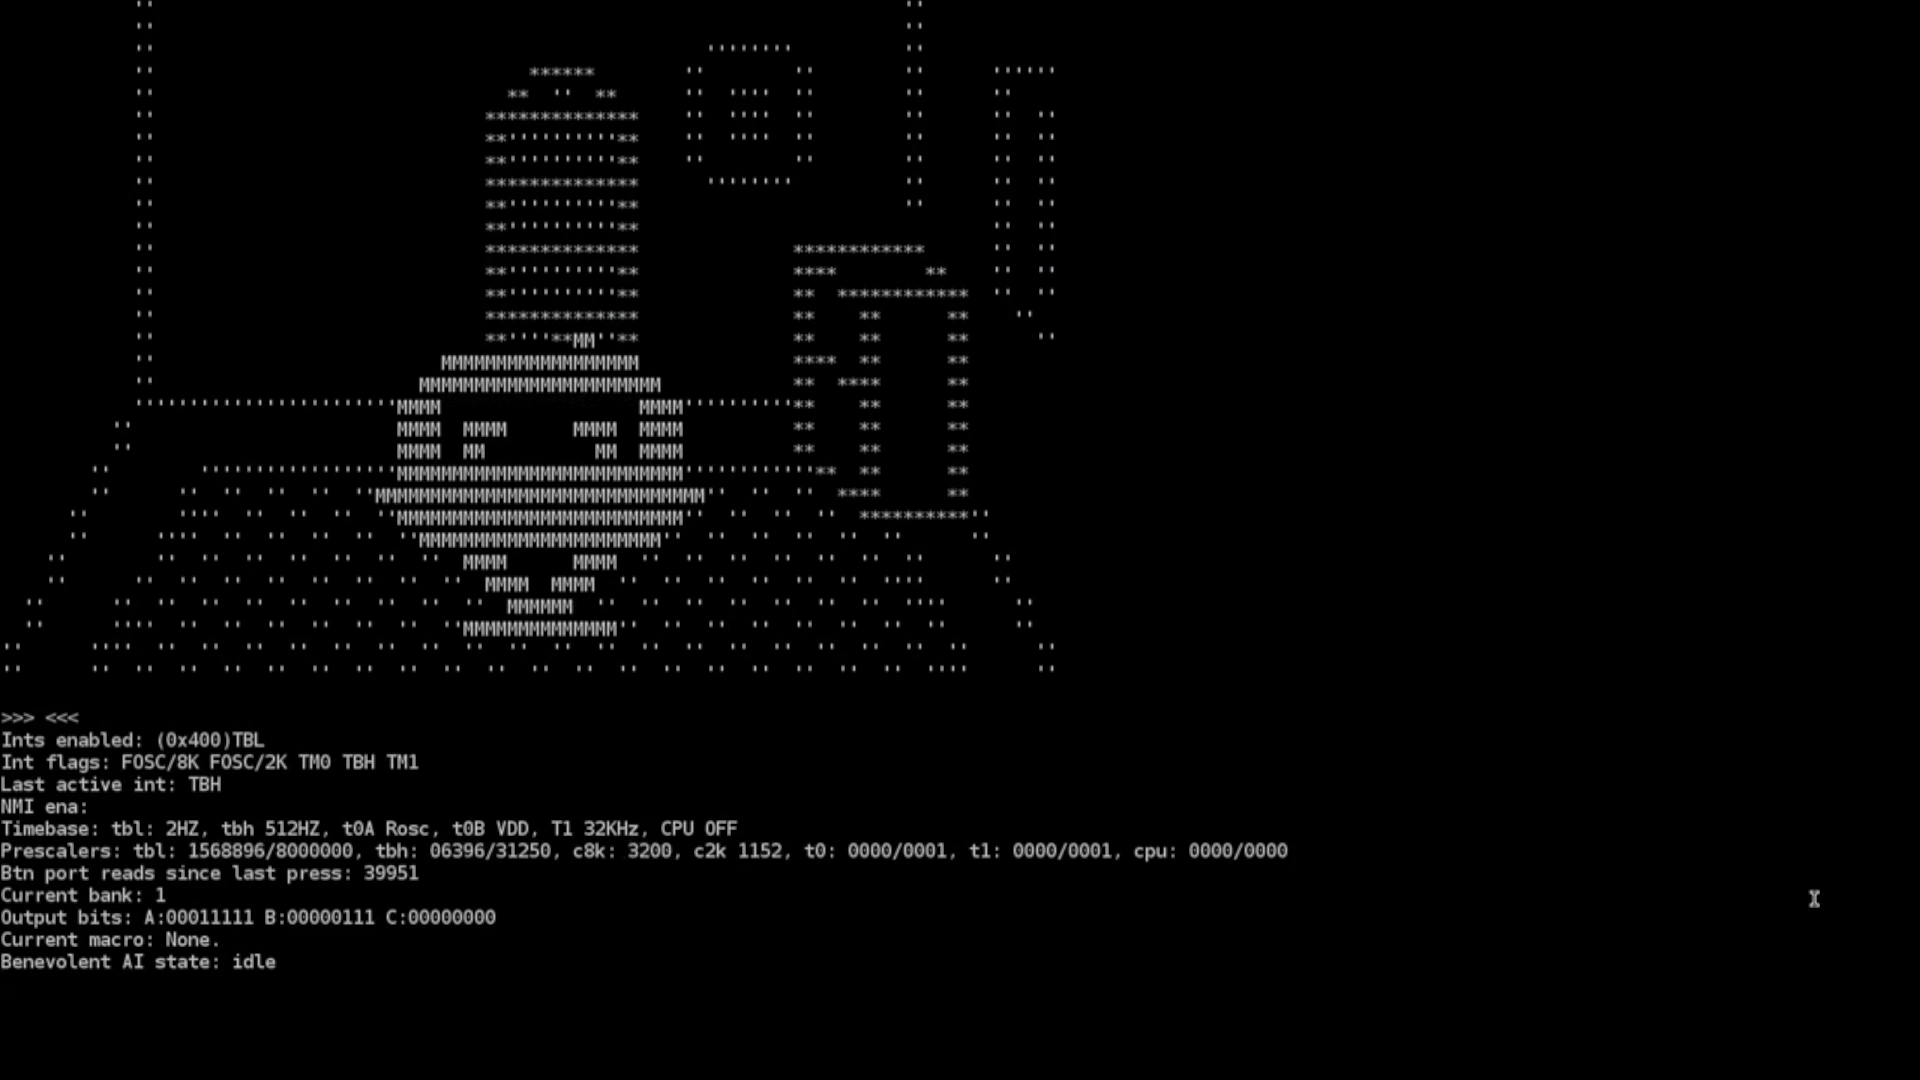 >>> <<<
Ints enabled: (0x400)TBL
Int flags: FOSC/8K FOSC/2K TM0 TBH TM1
Last active int: TBH
NMI ena:
Timebase: tbl: 2HZ, tbh 512HZ, t0A Rosc, t0B VDD, T1 32KHz, CPU OFF
Prescalers: tbl: 1568896/8000000, tbh: 06396/31250, c8k: 3200, c2k 1152, t0: 0000/0001, t1: 0000/0001, cpu: 0000/0000
Btn port reads since last press: 39951
Current bank: 1
Output bits: A:00011111 B:00000111 C:00000000
Current macro: None.
Benevolent AI state: idle